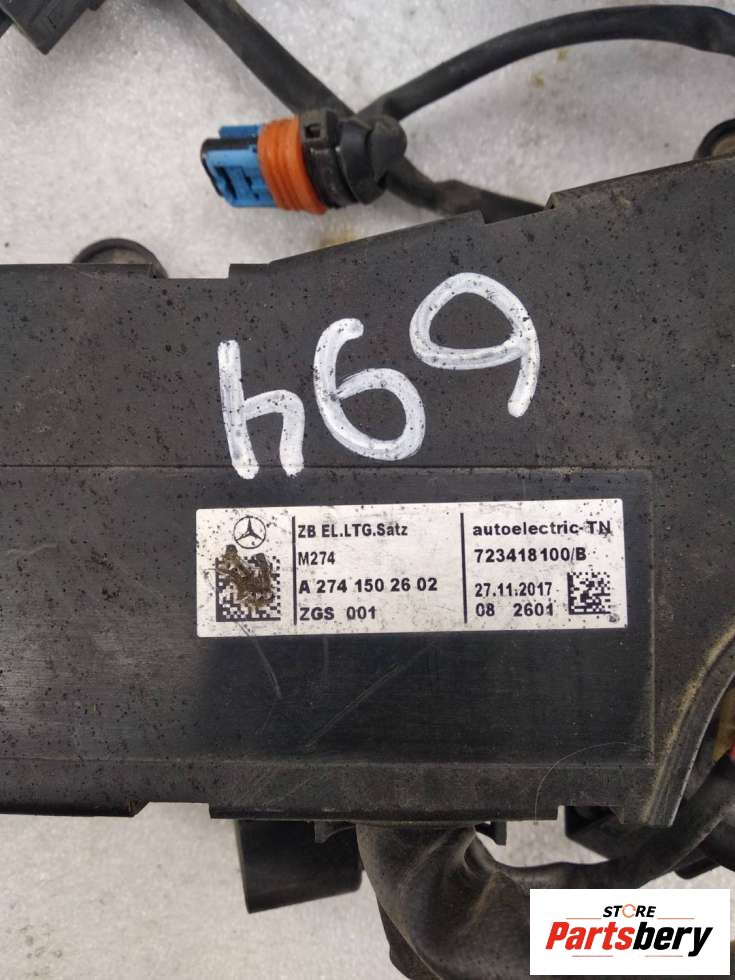 694
ZB EL.LTG.Satz
M274
A 274 150 26 02
ZGS 001
autoelectric-TN
723418100/B
27.11.2017
08 2601
STORE
Partsbery